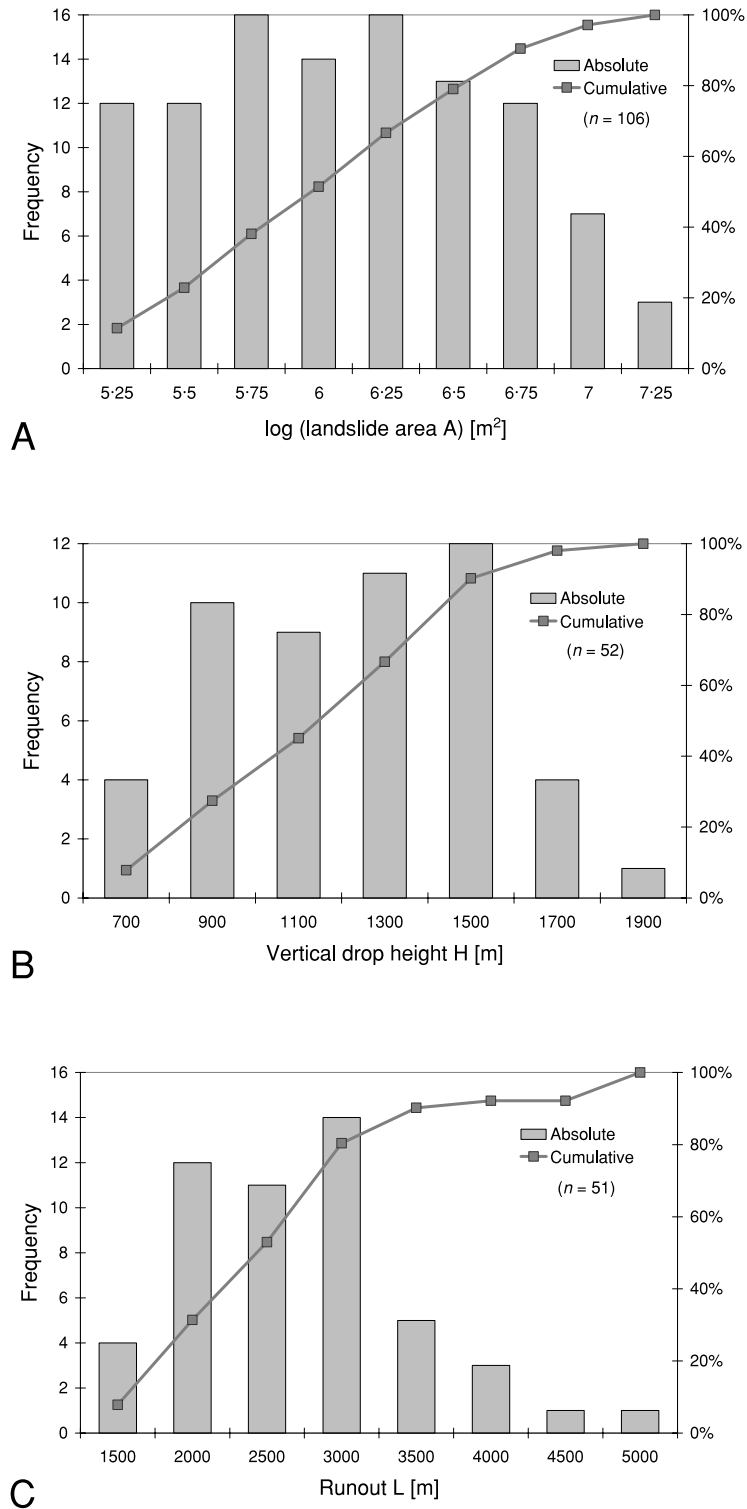 16
14
12
10
8
6
4
2
0
Frequency
100%
80%
60%
40%
20%
0%
Absolute
Cumulative
(n = 106)
5·25 5·5 5·75 6 6·25 6·5 6·75 7 7·25
log (landslide area A) [m²]
A
12
10
8
6
4
2
0
Frequency
100%
80%
60%
40%
20%
0%
Absolute
Cumulative
(n = 52)
700 900 1100 1300 1500 1700 1900
Vertical drop height H [m]
B
16
14
12
10
8
6
4
2
0
Frequency
100%
80%
60%
40%
20%
0%
Absolute
Cumulative
(n = 51)
1500 2000 2500 3000 3500 4000 4500 5000
Runout L [m]
C